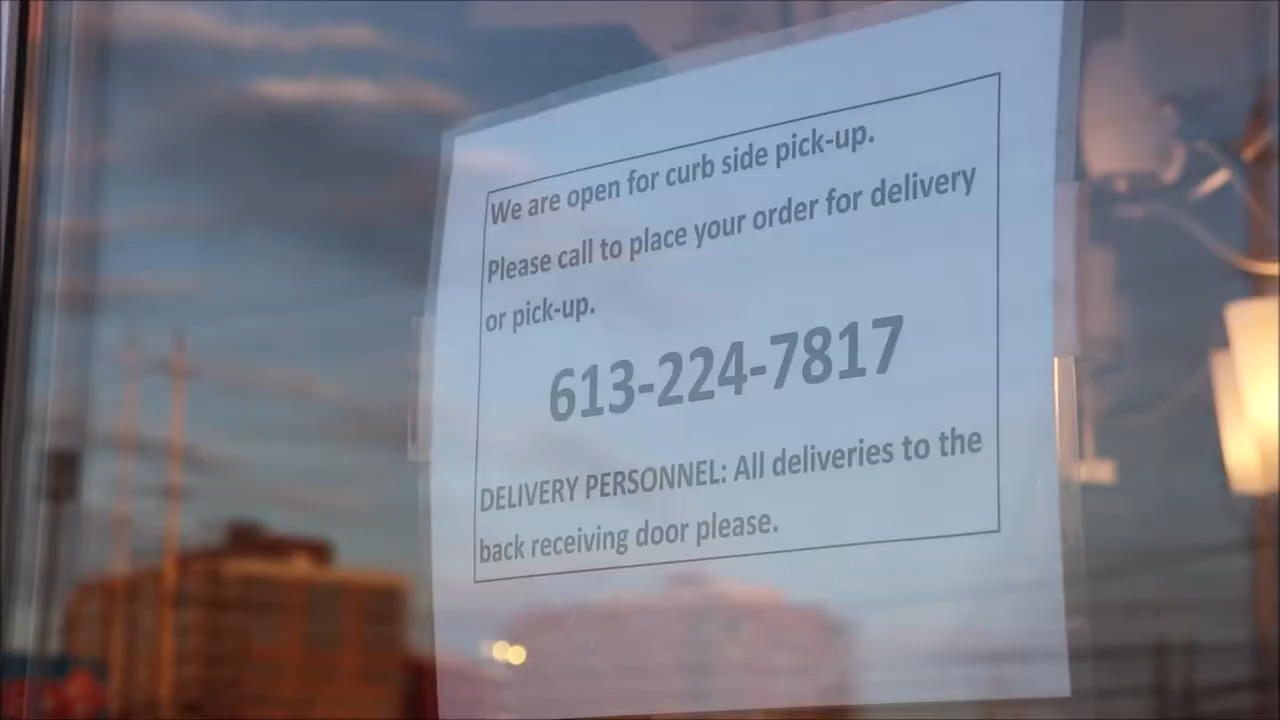 We are open for curb side pick-up.
Please call to place your order for delivery
or pick-up.
613-224-7817
DELIVERY PERSONNEL: All deliveries to the
back receiving door please.